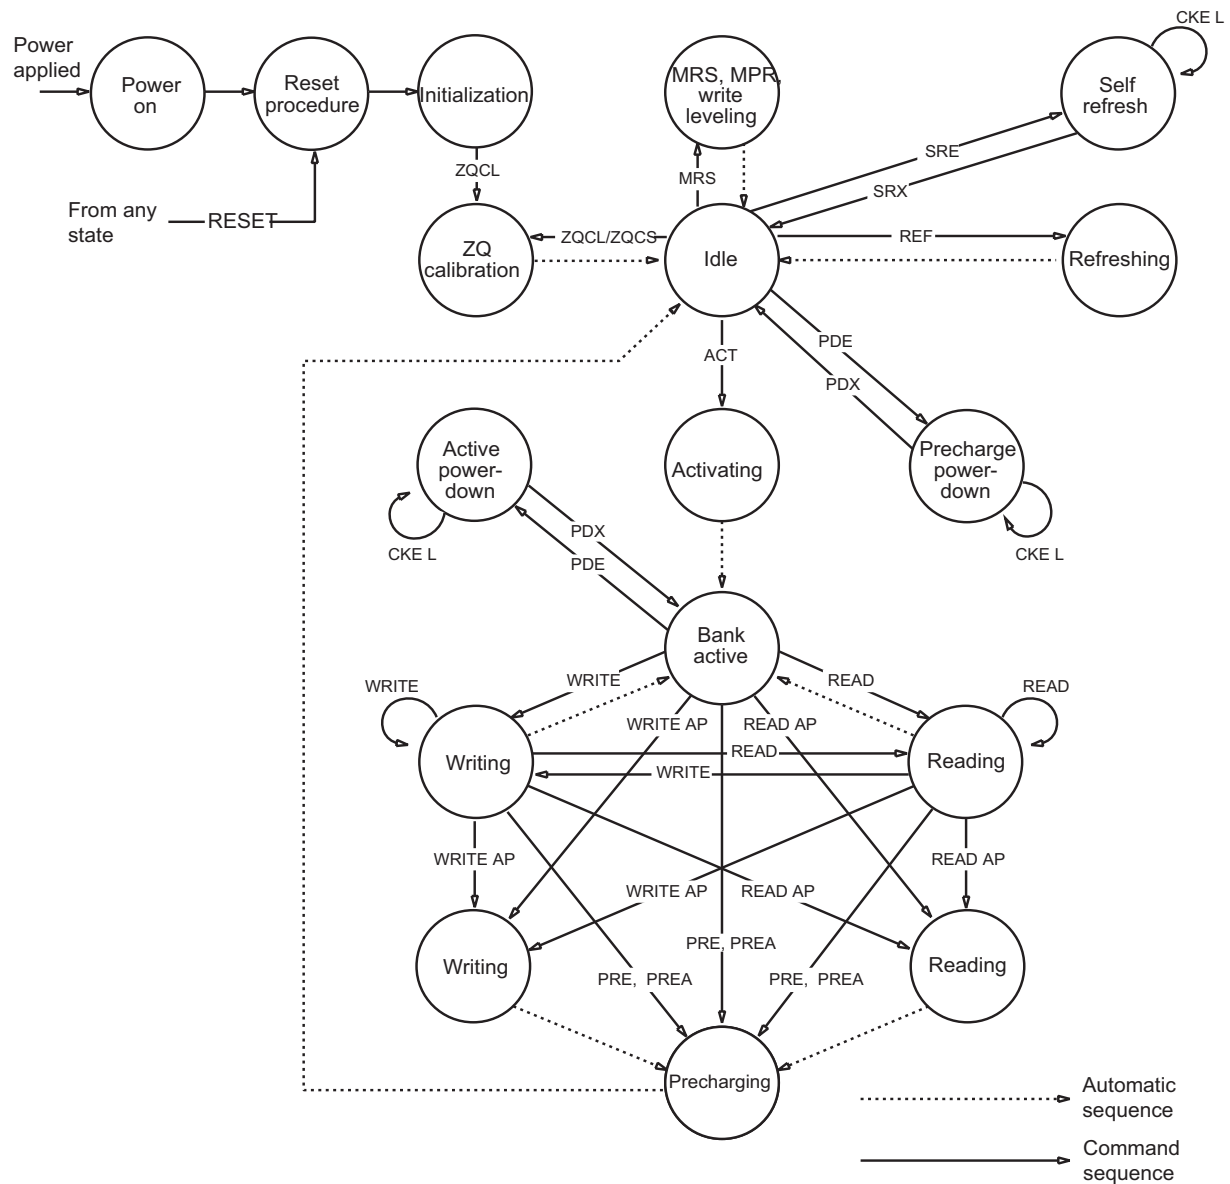 CKE L
Power
applied
Power
on
Reset
procedure
Initialization
MRS, MPR,
write
leveling
Self
refresh
ZQCL
MRS
SRE
SRX
From any
state
RESET
ZQ
calibration
ZQCL/ZQCS
Idle
REF
Refreshing
ACT
PDE
PDX
Active
power-
down
Activating
Precharge
power-
down
PDX
PDE
CKE L
CKE L
Bank
active
WRITE
WRITE
READ
READ
WRITE AP
READ AP
Writing
READ
WRITE
Reading
WRITE AP
READ AP
WRITE AP
READ AP
PRE, PREA
Writing
PRE, PREA
PRE, PREA
Reading
Precharging
Automatic
sequence
Command
sequence